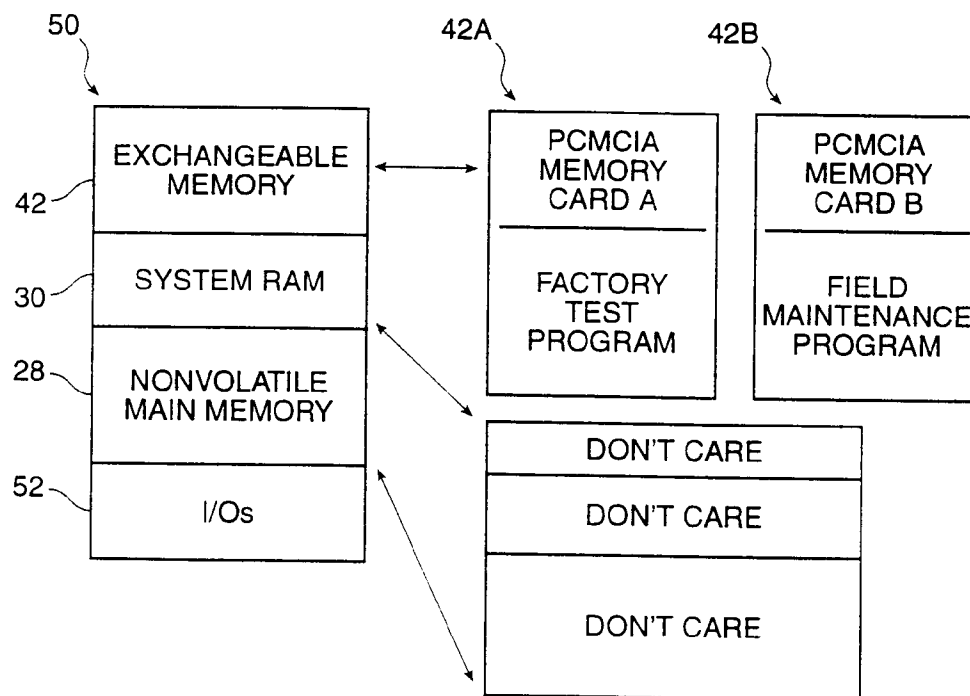 50
42A
42B
EXCHANGEABLE
MEMORY
42
SYSTEM RAM
30
28
NONVOLATILE
MAIN MEMORY
52
I/Os
PCMCIA
MEMORY
CARD A
FACTORY
TEST
PROGRAM
PCMCIA
MEMORY
CARD B
FIELD
MAINTENANCE
PROGRAM
DON'T CARE
DON'T CARE
DON'T CARE